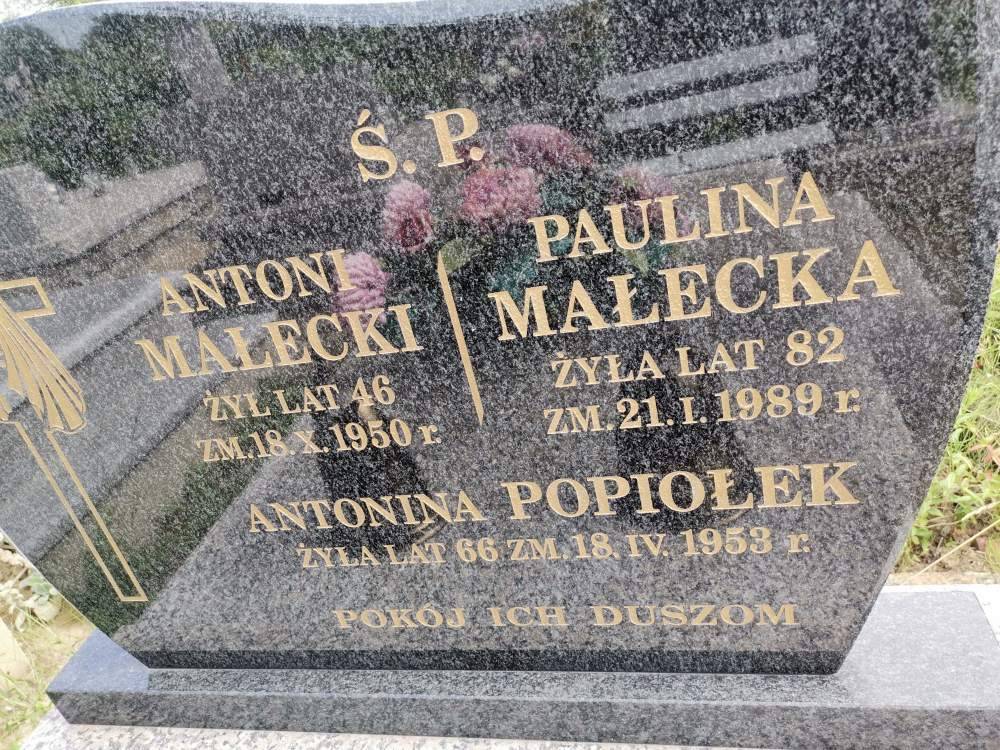 Ś. P.
ANTONI
MAŁECKI
ŻYŁ LAT 46
ZM. 18. X. 1950 r.
PAULINA
MAŁECKA
ŻYŁA LAT 82
ZM. 21. I. 1989 r.
ANTONINA POPIOŁEK
ŻYŁA LAT 66 ZM. 18. IV. 1953 r.
POKÓJ ICH DUSZOM